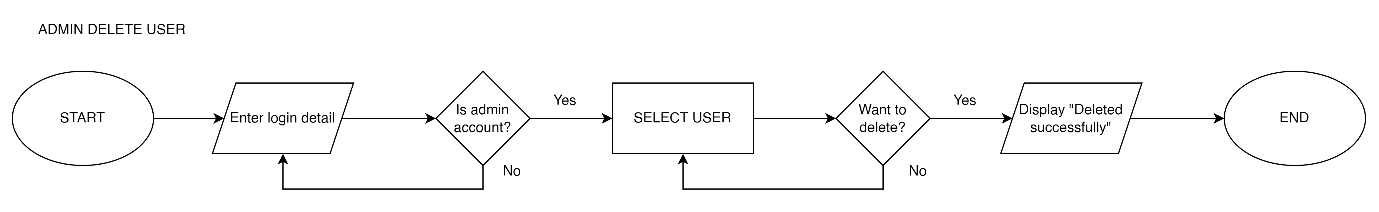 ADMIN DELETE USER
START
Enter login detail
Is admin
account?
Yes
No
SELECT USER
Want to
delete?
Yes
No
Display "Deleted
successfully"
END